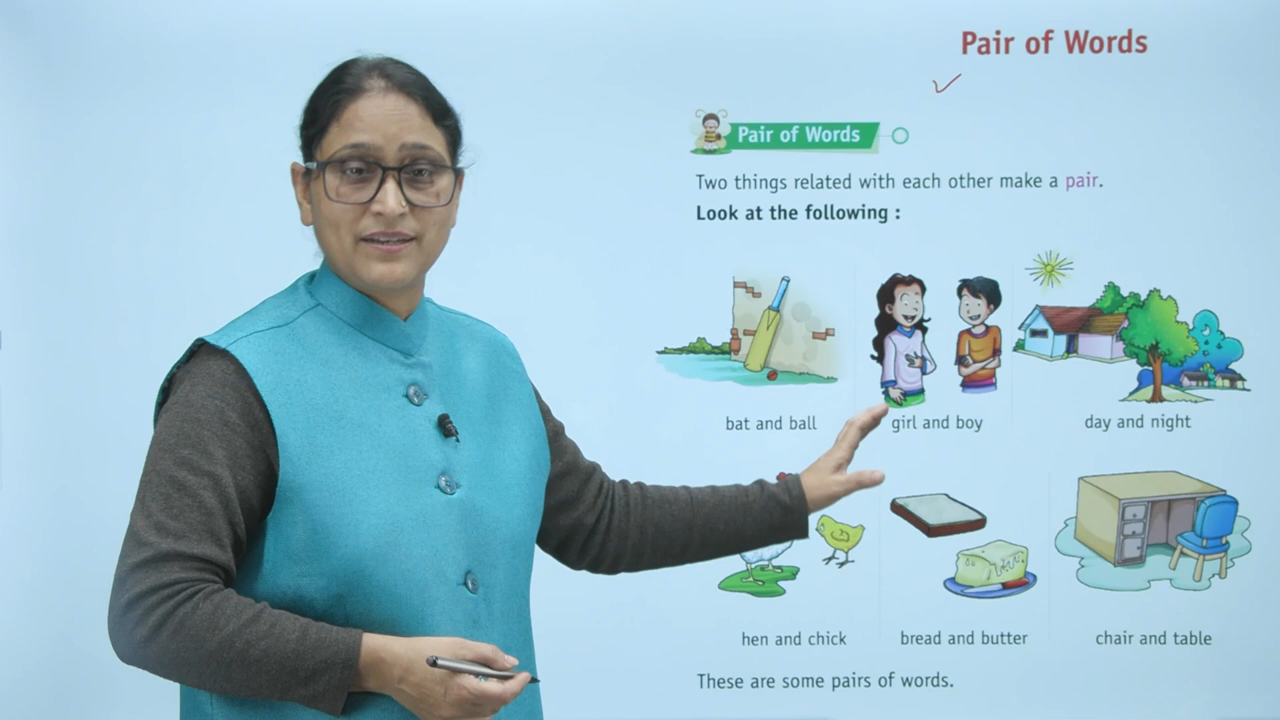 Pair of Words
Pair of Words
Two things related with each other make a pair.
Look at the following :
bat and ball
girl and boy
day and night
hen and chick
bread and butter
chair and table
These are some pairs of words.